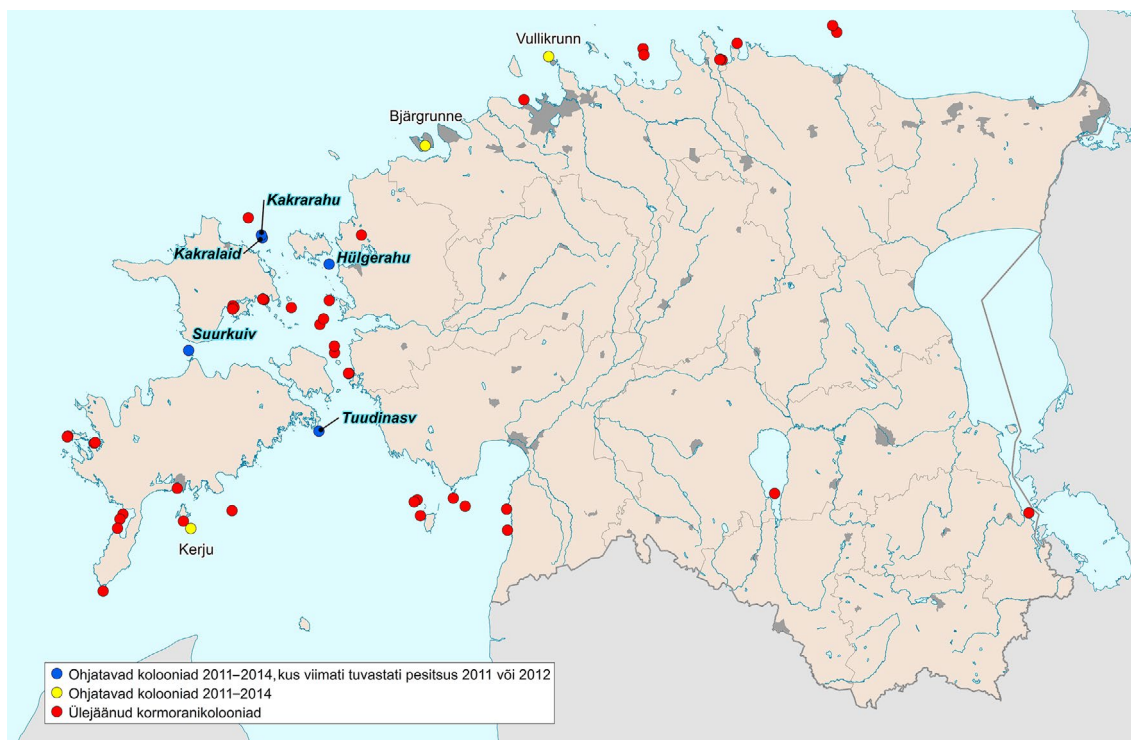 Vullikrunn
Bjärgrunne
Kakrarahu
Kakralaid
Hülgerahu
Suurkuiv
Tuudinasv
Kerju
Ohjatavad kolooniad 2011–2014, kus viimati tuvastati pesitsus 2011 või 2012
Ohjatavad kolooniad 2011–2014
Ülejäänud kormoranikolooniad